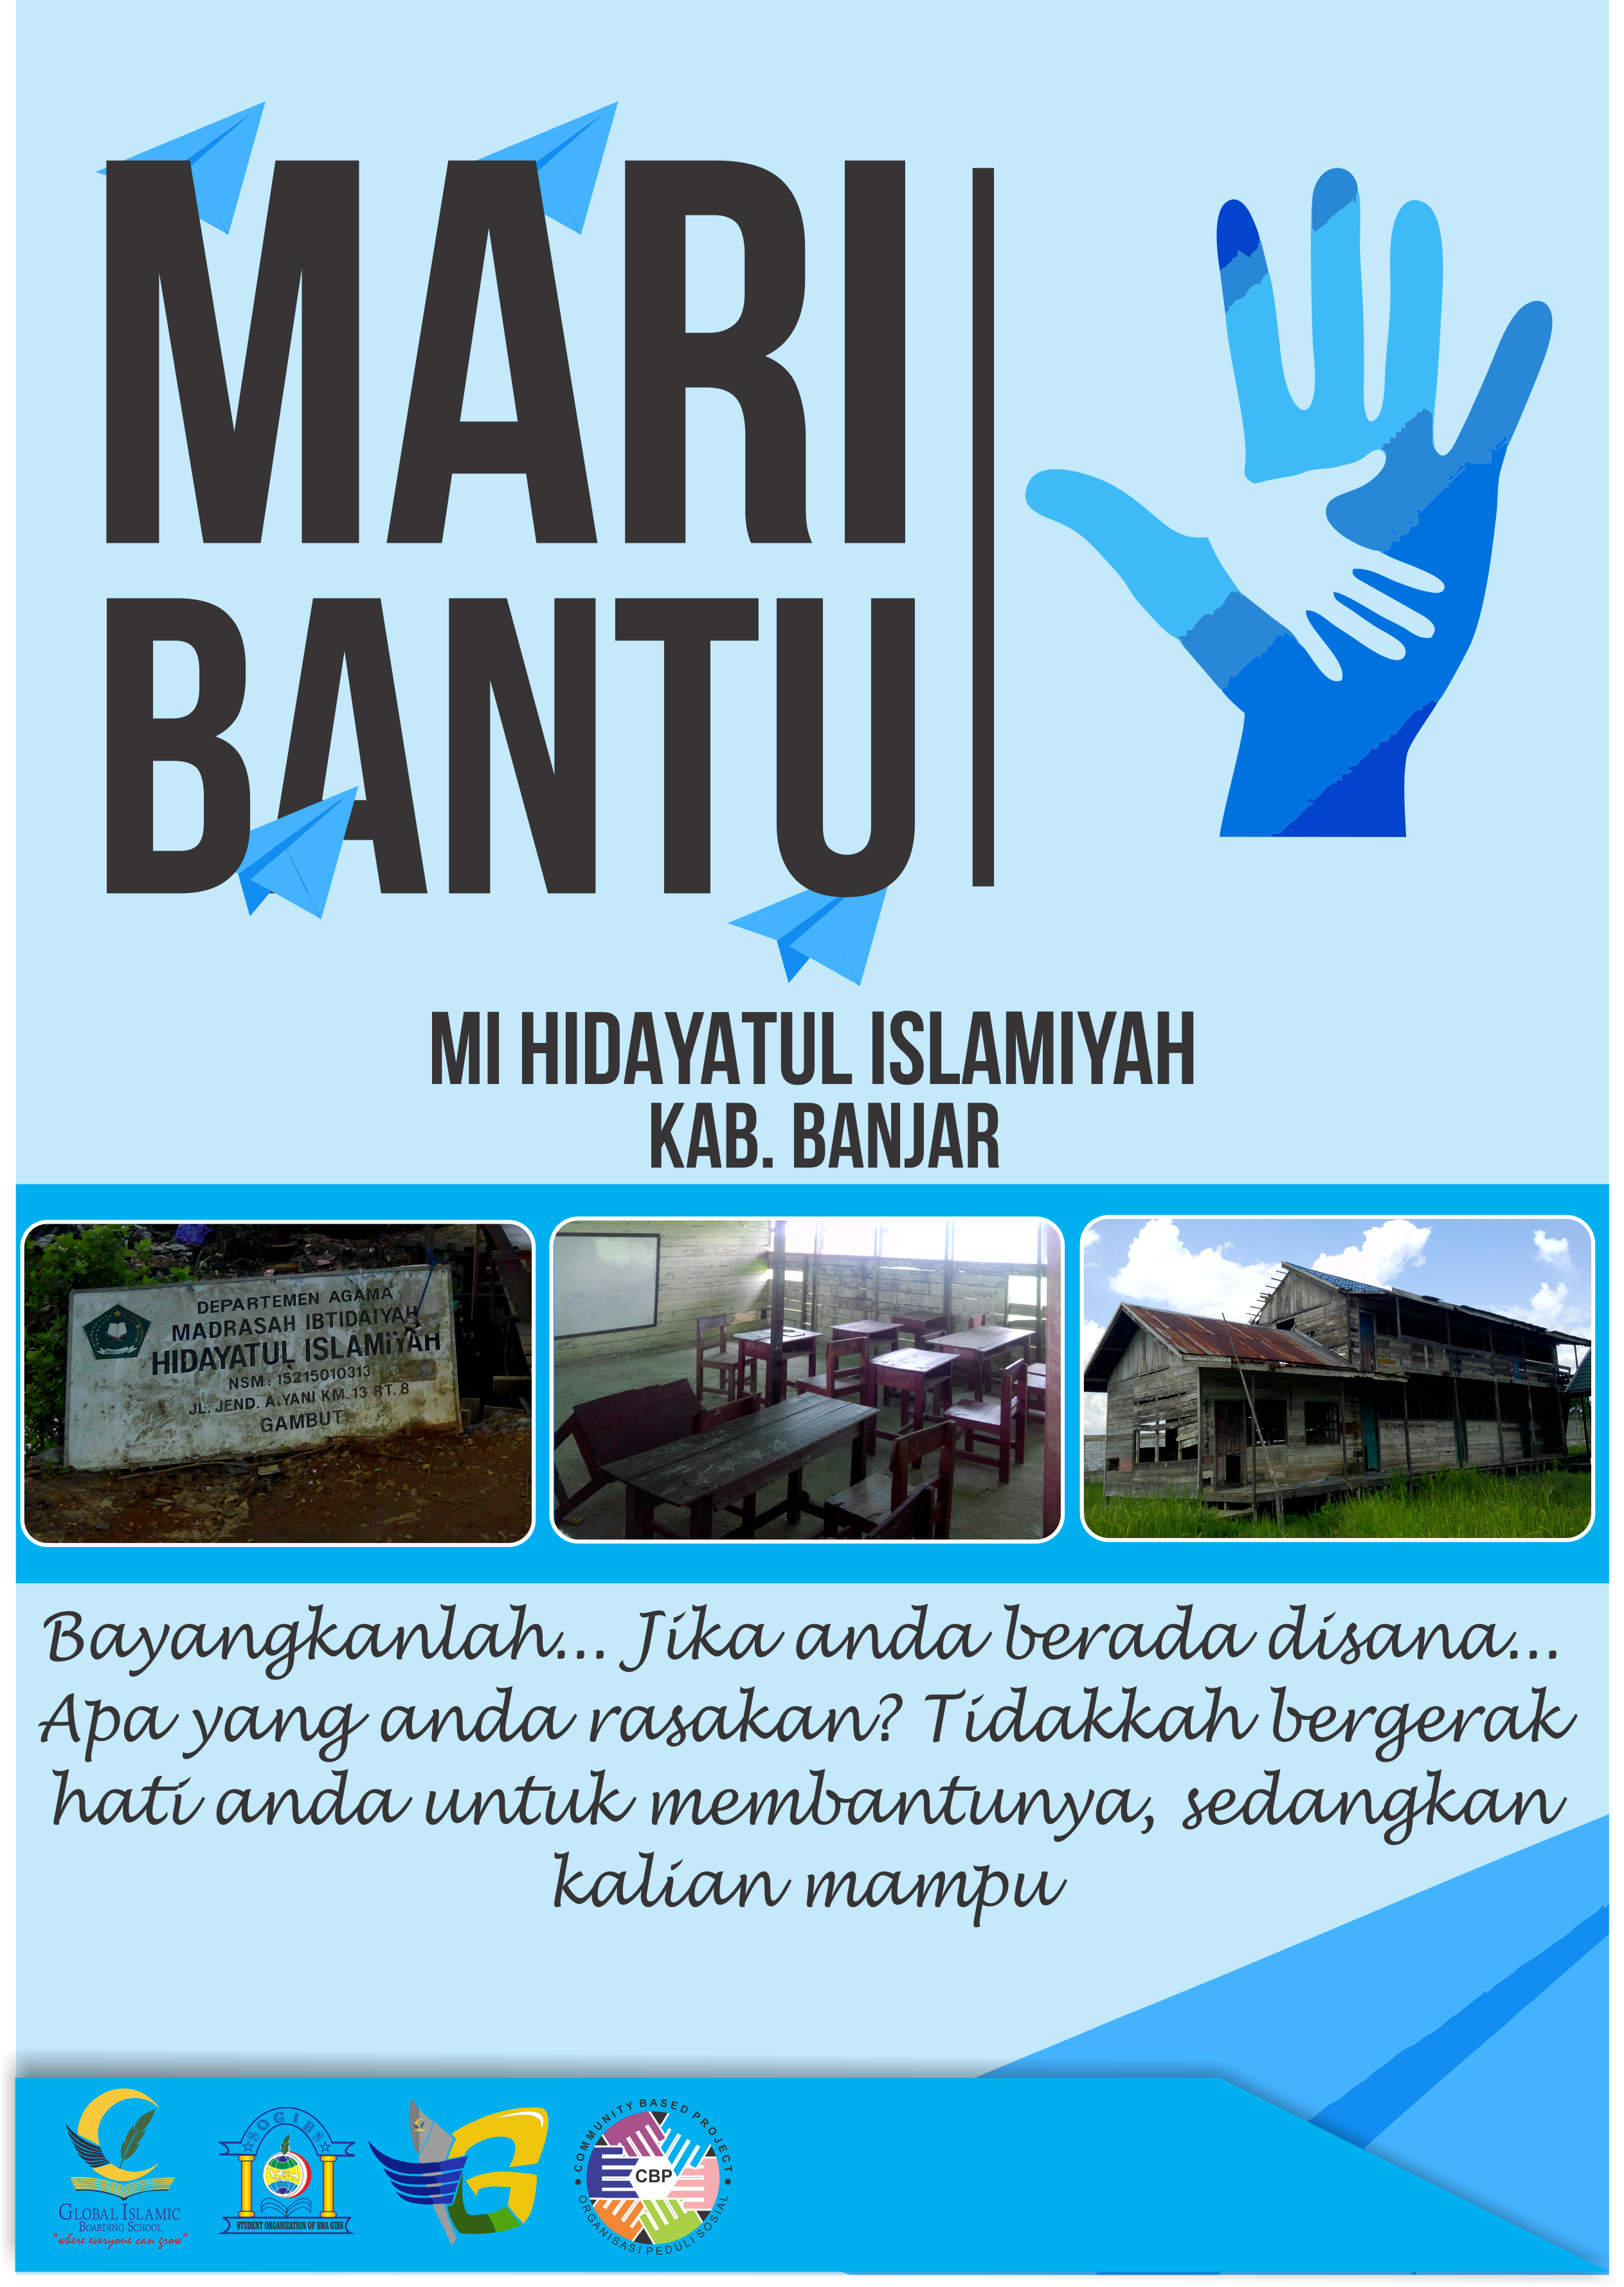 MARI
BANTU
MI HIDAYATUL ISLAMIYAH
KAB. BANJAR
DEPARTEMEN AGAMA
MADRASAH IBTIDAIYAH
HIDAYATUL ISLAMiYAH
NSM : 15215010313
JL. JEND. A. YANI KM. 13 RT. 8
GAMBUT
Bayangkanlah... Jika anda berada disana...
Apa yang anda rasakan? Tidakkah bergerak
hati anda untuk membantunya, sedangkan
kalian mampu
GLOBAL ISLAMIC
BOARDING SCHOOL
"where everyone can grow"
SOGIBS
STUDENT ORGANIZATION OF SMA GIBS
COMMUNITY BASED PROJECT
CBP
ORGANISASI PEDULI SOSIAL